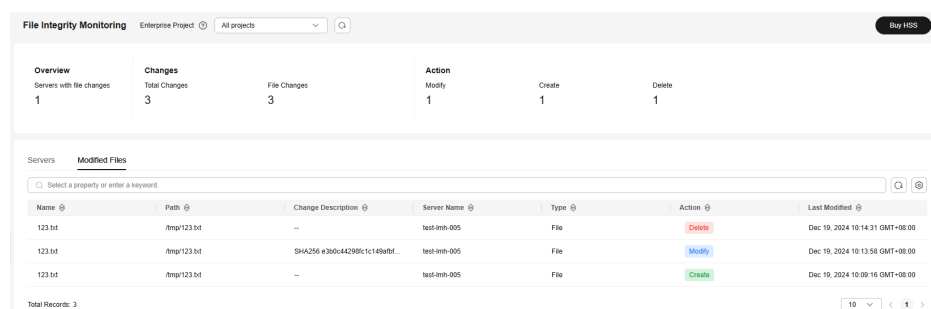 File Integrity Monitoring Enterprise Project ? All projects Buy HSS
Overview Changes Action
Servers with file changes Total Changes File Changes Modify Create Delete
1 3 3 1 1 1
Servers Modified Files
Select a property or enter a keyword.
Name Path Change Description Server Name Type Action Last Modified
123.txt /tmp/123.txt -- test-lmh-005 File Delete Dec 19, 2024 10:14:31 GMT+08:00
123.txt /tmp/123.txt SHA256 e3b0c44298fc1c149afbf... test-lmh-005 File Modify Dec 19, 2024 10:13:58 GMT+08:00
123.txt /tmp/123.txt -- test-lmh-005 File Create Dec 19, 2024 10:09:16 GMT+08:00
Total Records: 3 10 < 1 >